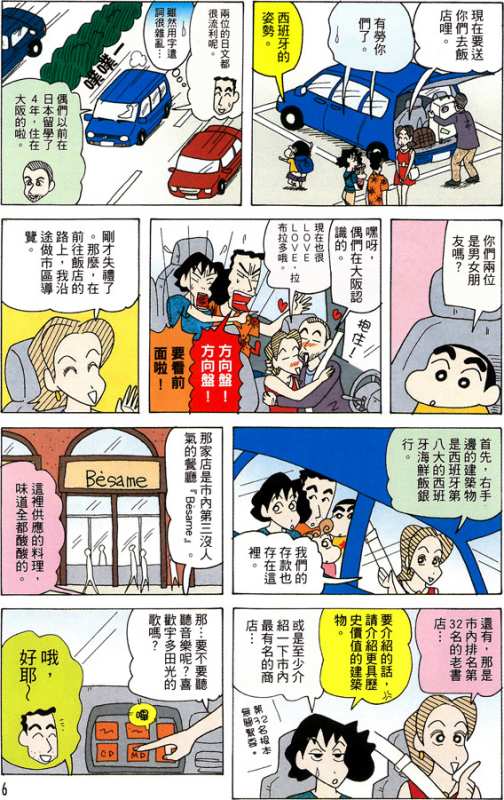 現在要送
你們去飯
店哩。
有勞你
們了。
西班牙的
姿勢。
兩位的日文都
很流利呢。
雖然用字遣
詞很雜亂…
噗噗ー
偶們以前在
日本留學了
4年，住在
大阪的啦。
你們兩位
是男女朋
友嗎？
嘿呀，
偶們在大阪認
識的。
現在也很
LOVE
LOVE，拉
布拉多哦。
抱住！
方向盤！
方向盤！
要看前
面啦！
剛才失禮了
。那麼，在
前往飯店的
路上，我沿
途做市區導
覽。
首先，右手
邊的建築物
是西班牙第
八大的西班
牙海鮮飯銀
行。
我們的
存款也
存在這
裡。
那家店是市內第三沒人
氣的餐廳『Bèsame』。
Bèsame
這裡供應的料理，
味道全都酸酸的。
還有，那是
市內排名第
32名的老書
店…
要介紹的話，
請介紹更具歷
史價值的建築
物。
或是至少介
紹一下市內
最有名的商
店…
第32名根本
無關緊要。
那…要不要聽
聽音樂呢？喜
歡宇多田光的
歌嗎？
喔
CD
MD
哦，
好耶
6